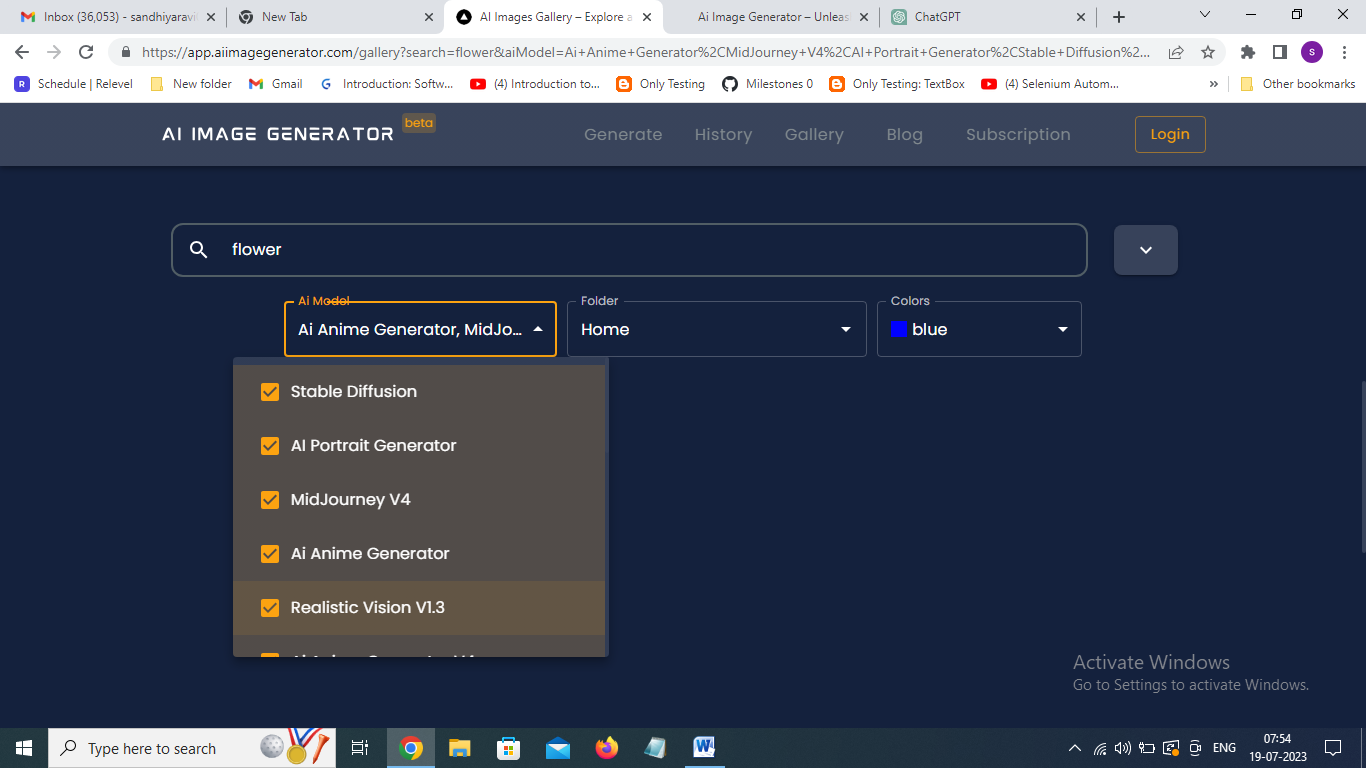 Inbox (36,053) - sandhiyaravi
New Tab
AI Images Gallery – Explore a
Ai Image Generator – Unleas
ChatGPT
https://app.aiimagegenerator.com/gallery?search=flower&aiModel=Ai+Anime+Generator%2CMidJourney+V4%2CAI+Portrait+Generator%2CStable+Diffusion%2...
S
R Schedule | Relevel
New folder
Gmail
G Introduction: Softw...
(4) Introduction to...
Only Testing
Milestones 0
Only Testing: TextBox
(4) Selenium Autom...
»
Other bookmarks
AI IMAGE GENERATOR
beta
Generate
History
Gallery
Blog
Subscription
Login
flower
Ai Model
Folder
Colors
Ai Anime Generator, MidJo...
Home
blue
Stable Diffusion
AI Portrait Generator
MidJourney V4
Ai Anime Generator
Realistic Vision V1.3
Activate Windows
Go to Settings to activate Windows.
Type here to search
W
ENG
07:54
19-07-2023